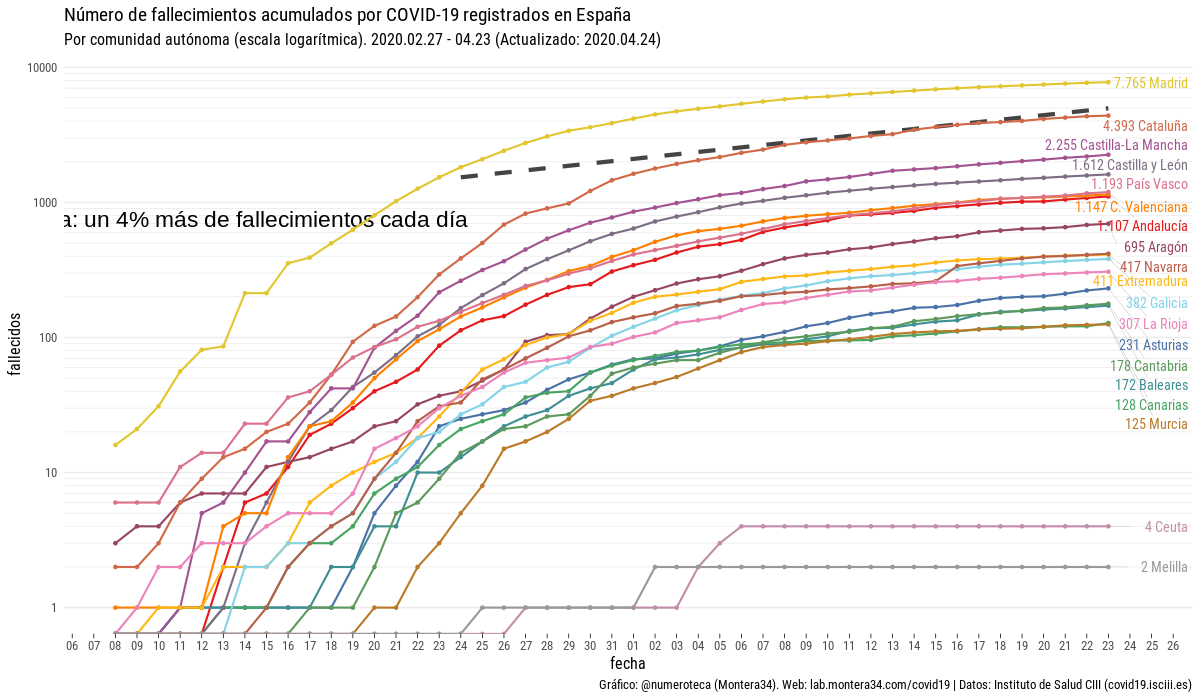 Número de fallecimientos acumulados por COVID-19 registrados en España
Por comunidad autónoma (escala logarítmica). 2020.02.27 - 04.23 (Actualizado: 2020.04.24)
10000
1000
100
10
1
fallecidos
a: un 4% más de fallecimientos cada día
7.765 Madrid
4.393 Cataluña
2.255 Castilla-La Mancha
1.612 Castilla y León
1.193 País Vasco
1.147 C. Valenciana
1.107 Andalucía
695 Aragón
417 Navarra
411 Extremadura
382 Galicia
307 La Rioja
231 Asturias
178 Cantabria
172 Baleares
128 Canarias
125 Murcia
4 Ceuta
2 Melilla
06 07 08 09 10 11 12 13 14 15 16 17 18 19 20 21 22 23 24 25 26 27 28 29 30 31 01 02 03 04 05 06 07 08 09 10 11 12 13 14 15 16 17 18 19 20 21 22 23 24 25 26
fecha
Gráfico: @numeroteca (Montera34). Web: lab.montera34.com/covid19 | Datos: Instituto de Salud CIII (covid19.isciii.es)